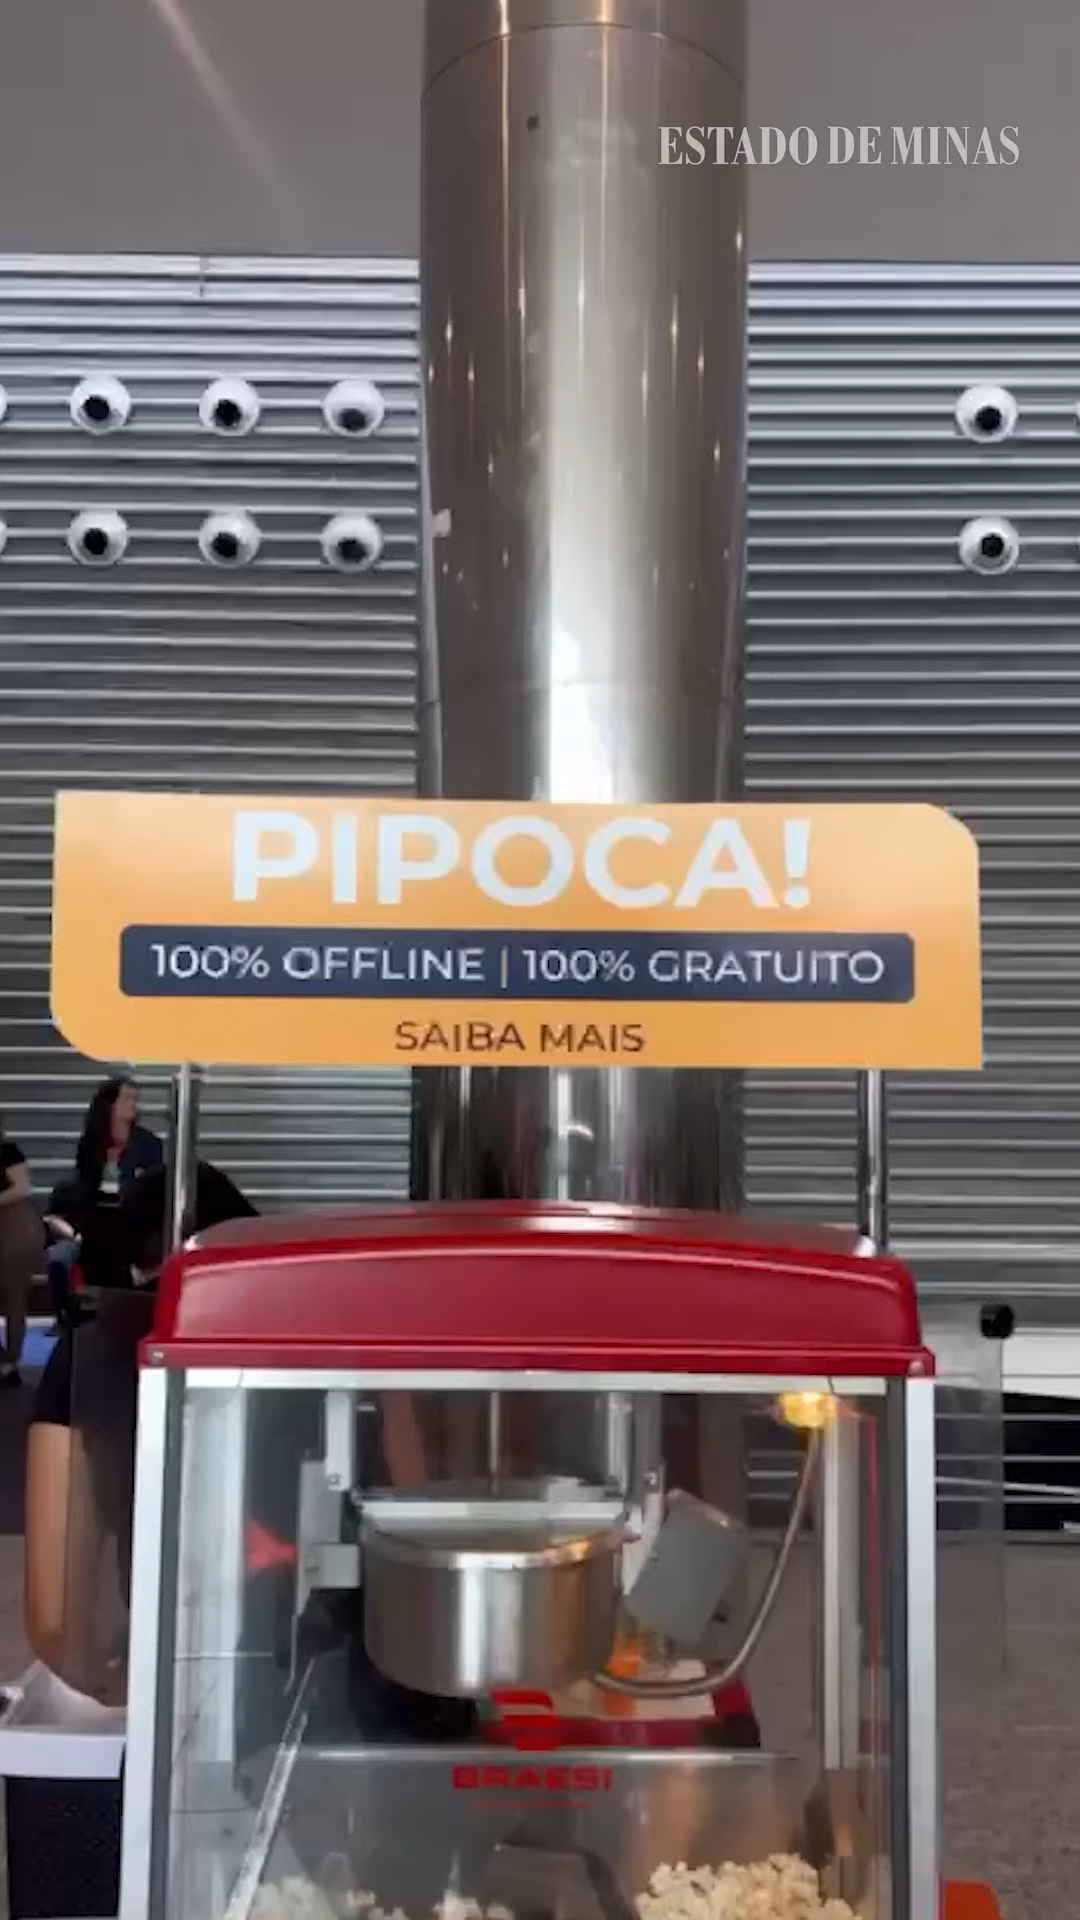 ESTADO DE MINAS
PIPOCA!
100% OFFLINE | 100% GRATUITO
SAIBA MAIS
BRAESI